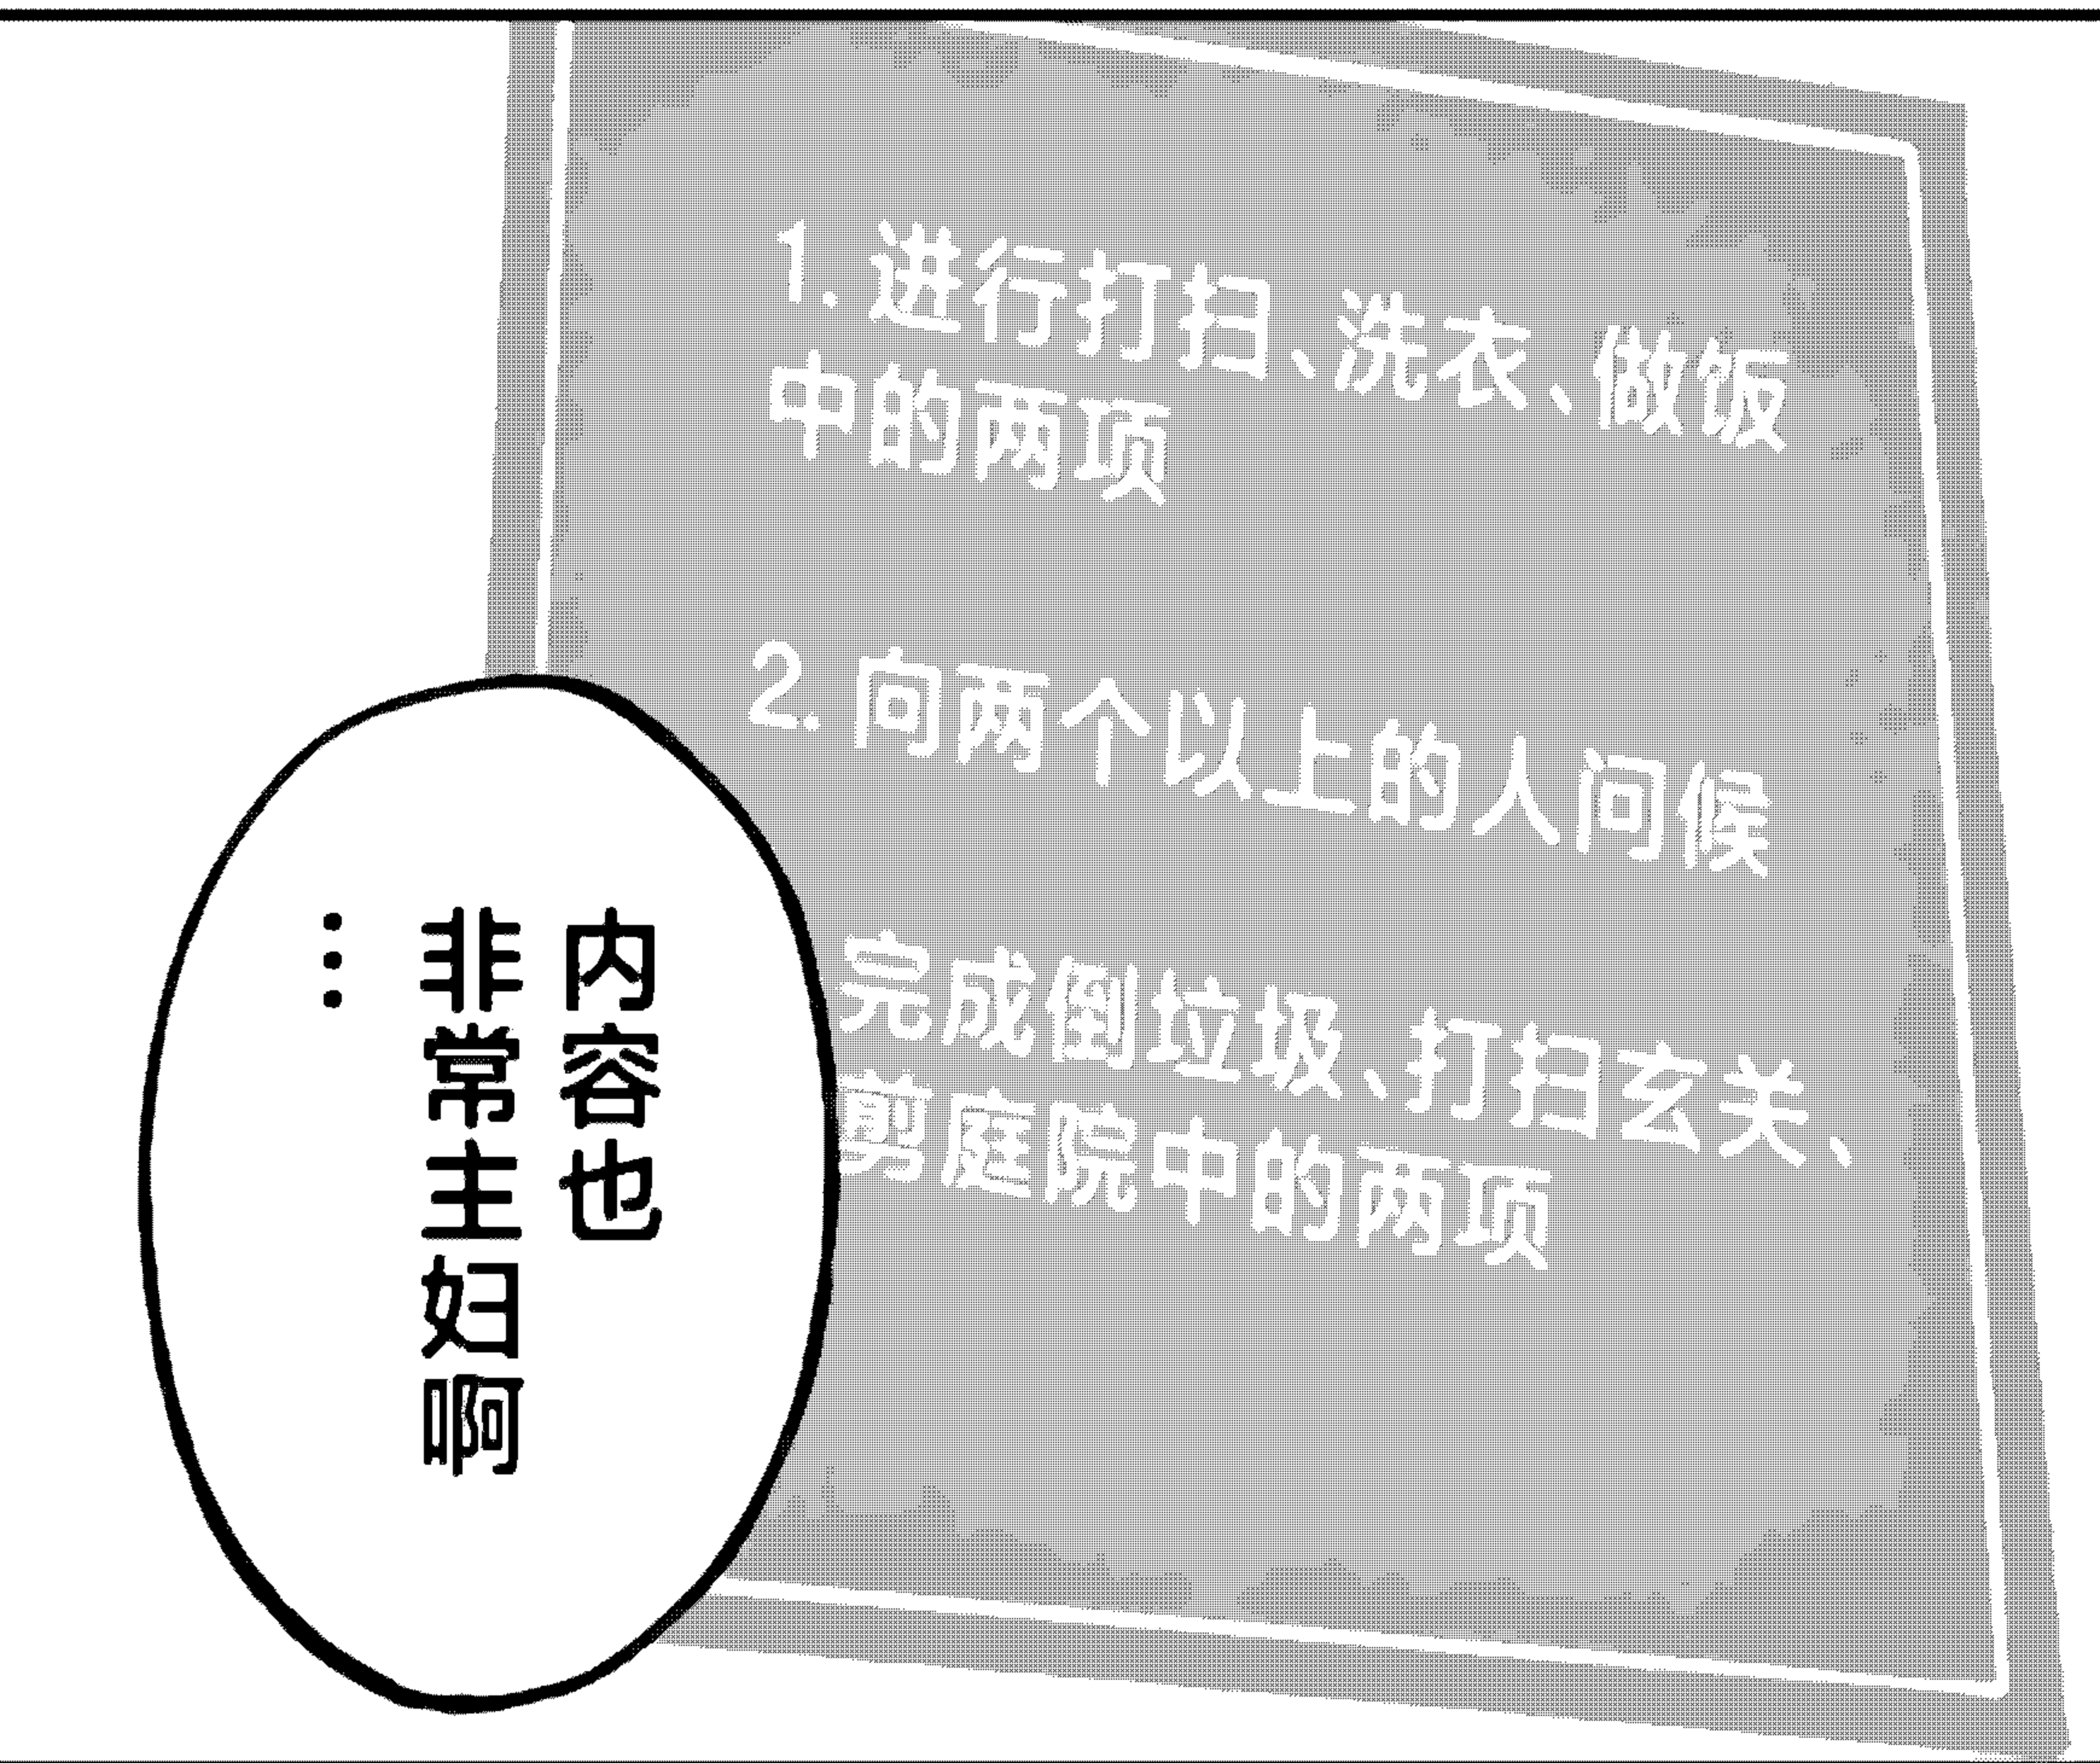 1. 进行打扫、洗衣、做饭
中的两项
2. 向两个以上的人问候
完成倒垃圾、打扫玄关、
剪庭院中的两项
内容也
非常主妇啊
…